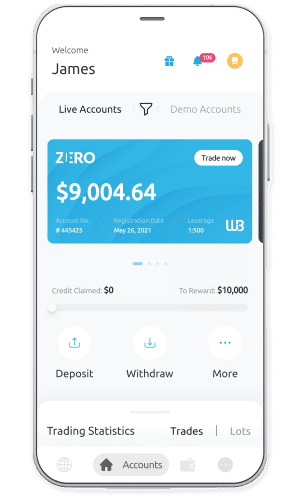 Welcome
James
106
Live Accounts
Demo Accounts
ZERO
Trade now
$9,004.64
Account No. Registration Date Leverage
# 445425 May 26, 2021 1:500
Credit Claimed: $0 To Reward: $10,000
Deposit Withdraw More
Trading Statistics Trades | Lots
Accounts